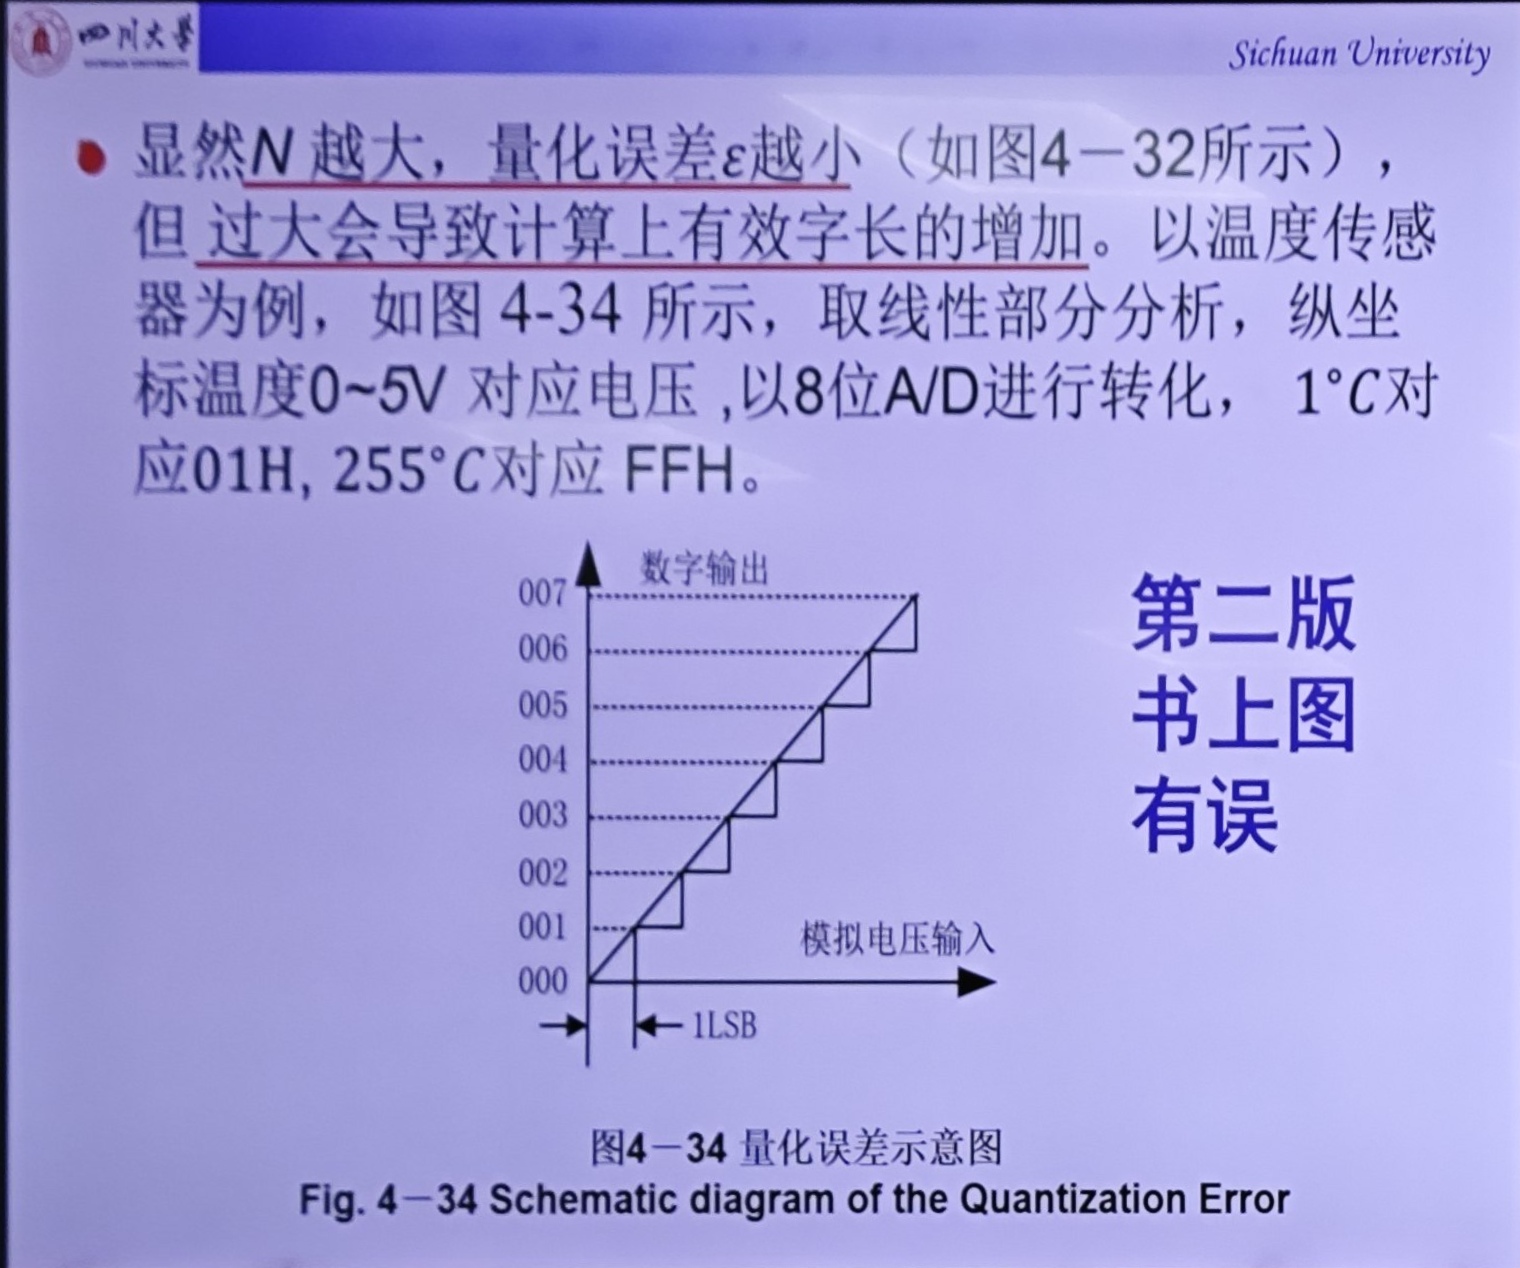 四川大学
Sichuan University
显然N 越大，量化误差ε越小（如图4－32所示），
但 过大会导致计算上有效字长的增加。以温度传感
器为例，如图 4-34 所示，取线性部分分析，纵坐
标温度0~5V 对应电压 ,以8位A/D进行转化， 1°C对
应01H, 255°C对应 FFH。
数字输出
007
006
005
004
003
002
001
000
模拟电压输入
1LSB
第二版
书上图
有误
图4－34 量化误差示意图
Fig. 4－34 Schematic diagram of the Quantization Error